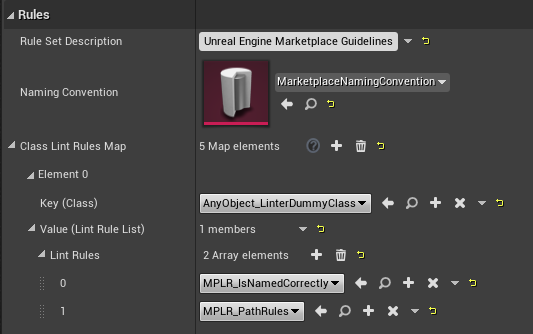 Rules
Rule Set Description Unreal Engine Marketplace Guidelines
Naming Convention MarketplaceNamingConvention
Class Lint Rules Map 5 Map elements
Element 0
Key (Class) AnyObject_LinterDummyClass
Value (Lint Rule List) 1 members
Lint Rules 2 Array elements
0 MPLR_IsNamedCorrectly
1 MPLR_PathRules